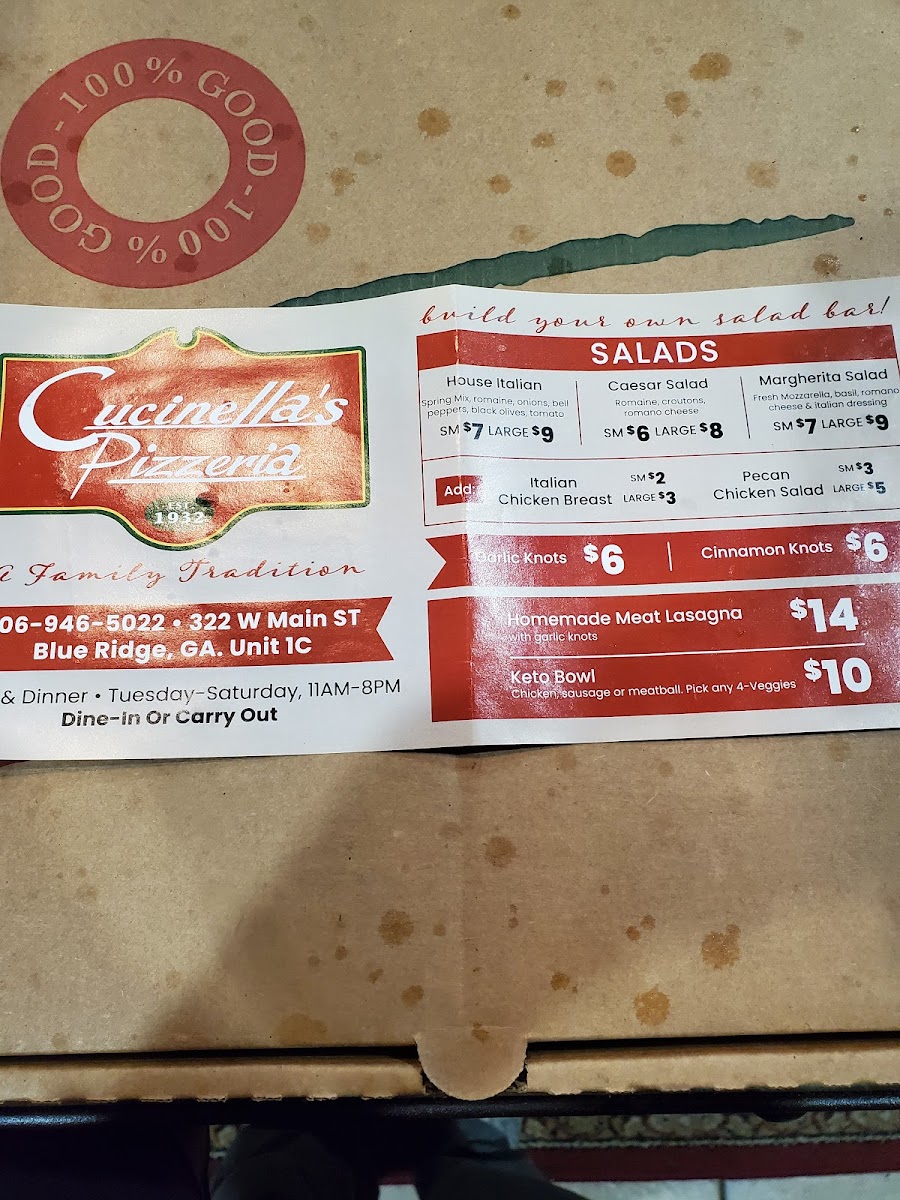 GOOD - 100% GOOD - 100% GOOD
Cucinella's
Pizzeria
EST.
1932
A Family Tradition
06-946-5022 • 322 W Main ST
Blue Ridge, GA. Unit 1C
& Dinner • Tuesday-Saturday, 11AM-8PM
Dine-In Or Carry Out
build your own salad bar!
SALADS
House Italian
Spring Mix, romaine, onions, bell
peppers, black olives, tomato
SM $7 LARGE $9
Caesar Salad
Romaine, croutons,
romano cheese
SM $6 LARGE $8
Margherita Salad
Fresh Mozzarella, basil, romano
cheese & Italian dressing
SM $7 LARGE $9
Add:
Italian
Chicken Breast
SM $2
LARGE $3
Pecan
Chicken Salad
SM $3
LARGE $5
Garlic Knots $6
Cinnamon Knots $6
Homemade Meat Lasagna $14
with garlic knots
Keto Bowl $10
Chicken, sausage or meatball. Pick any 4-Veggies